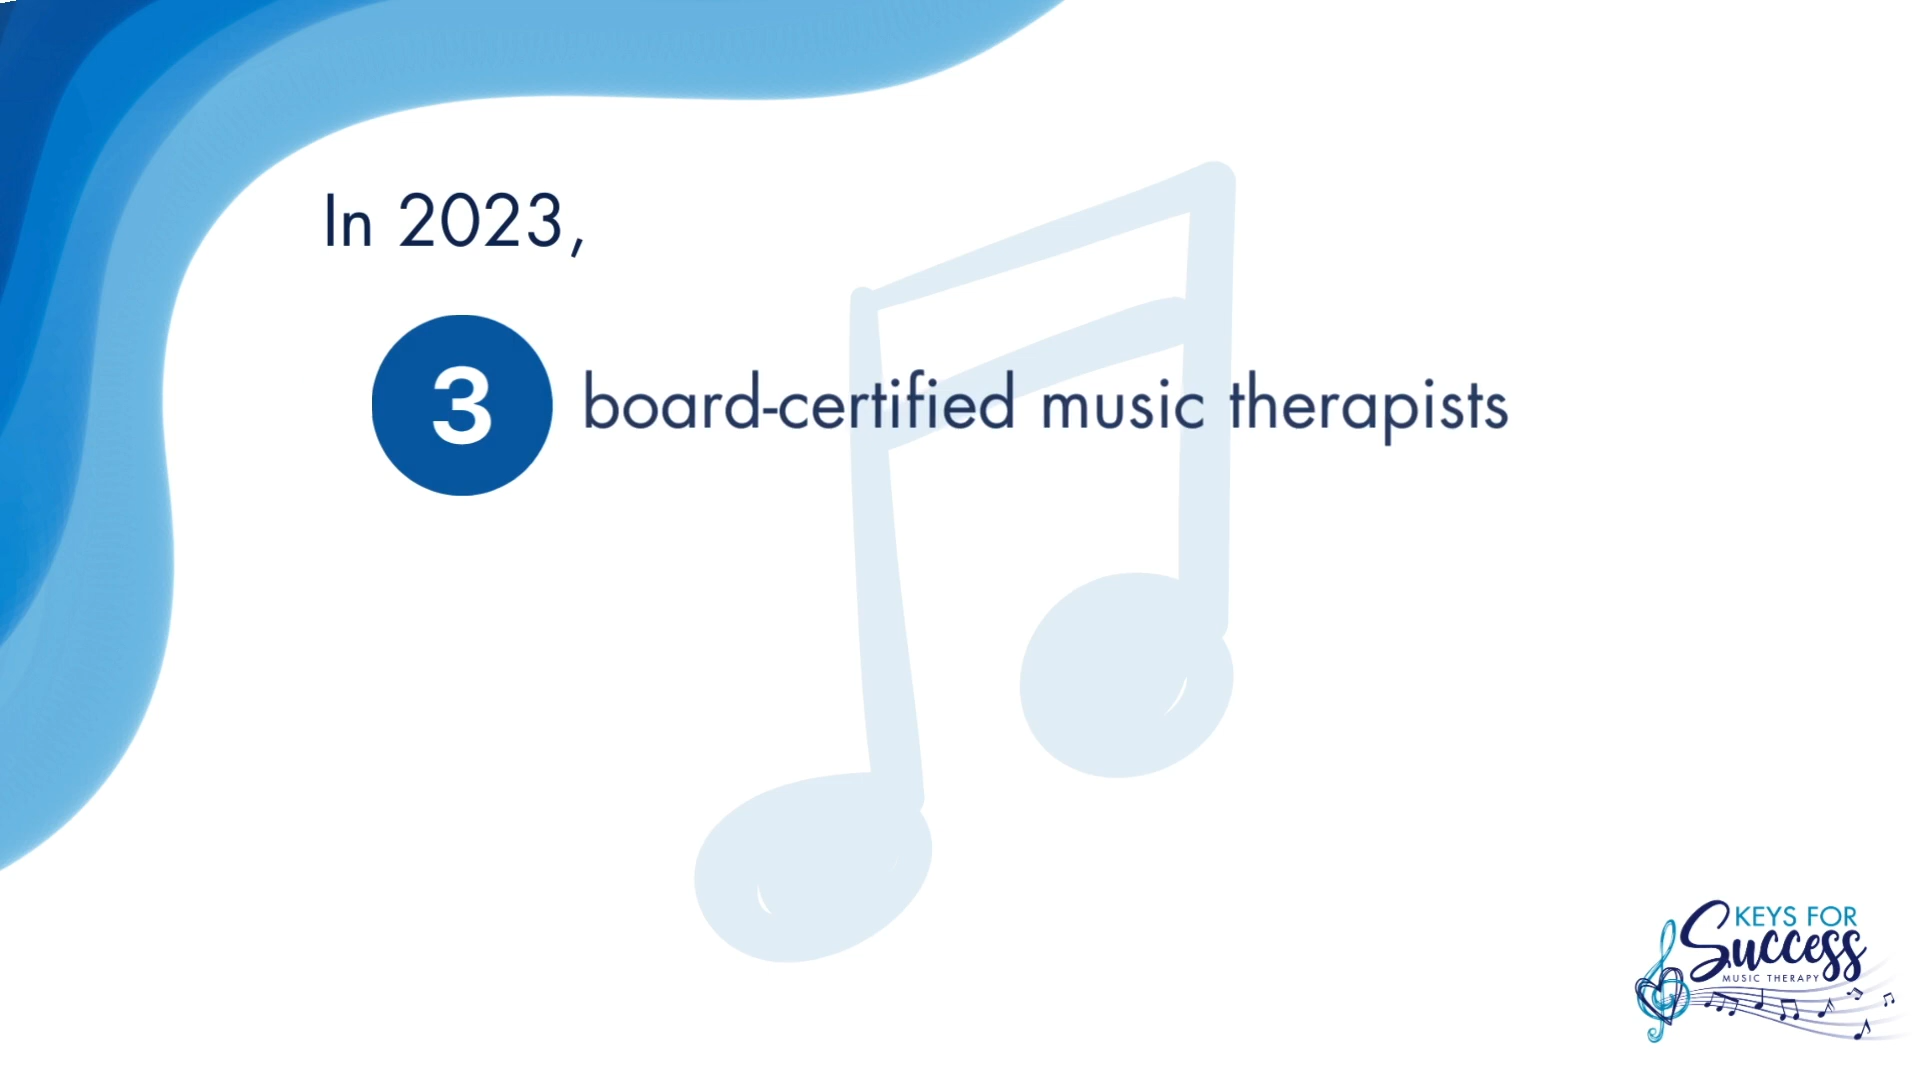 In 2023,
3 board-certified music therapists
KEYS FOR
Success
MUSIC THERAPY